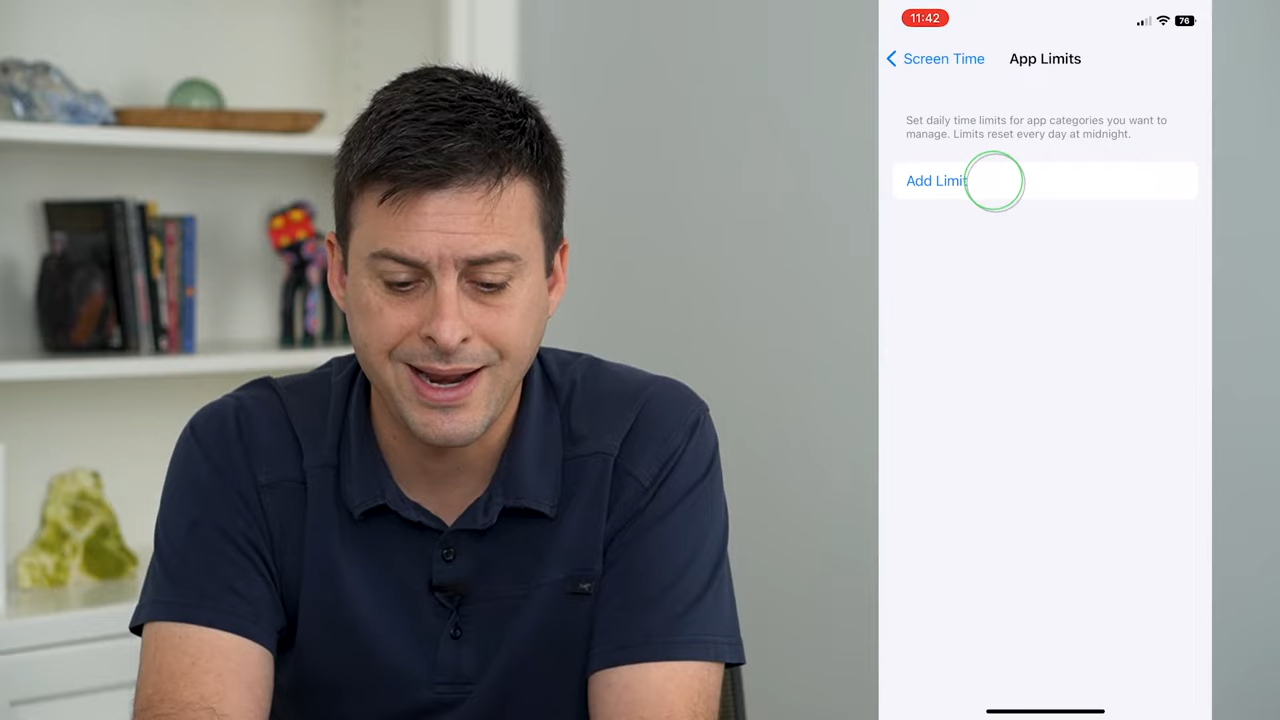 11:42
76
Screen Time
App Limits
Set daily time limits for app categories you want to
manage. Limits reset every day at midnight.
Add Limit